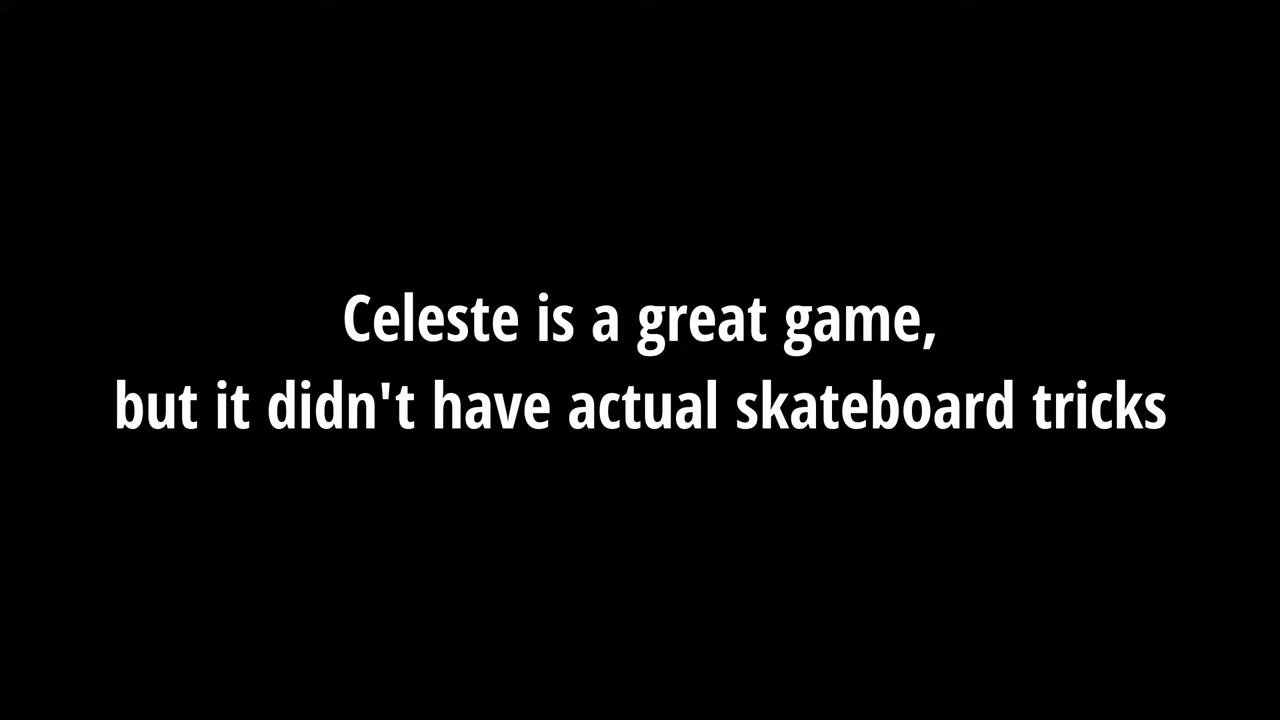 Celeste is a great game,
but it didn't have actual skateboard tricks